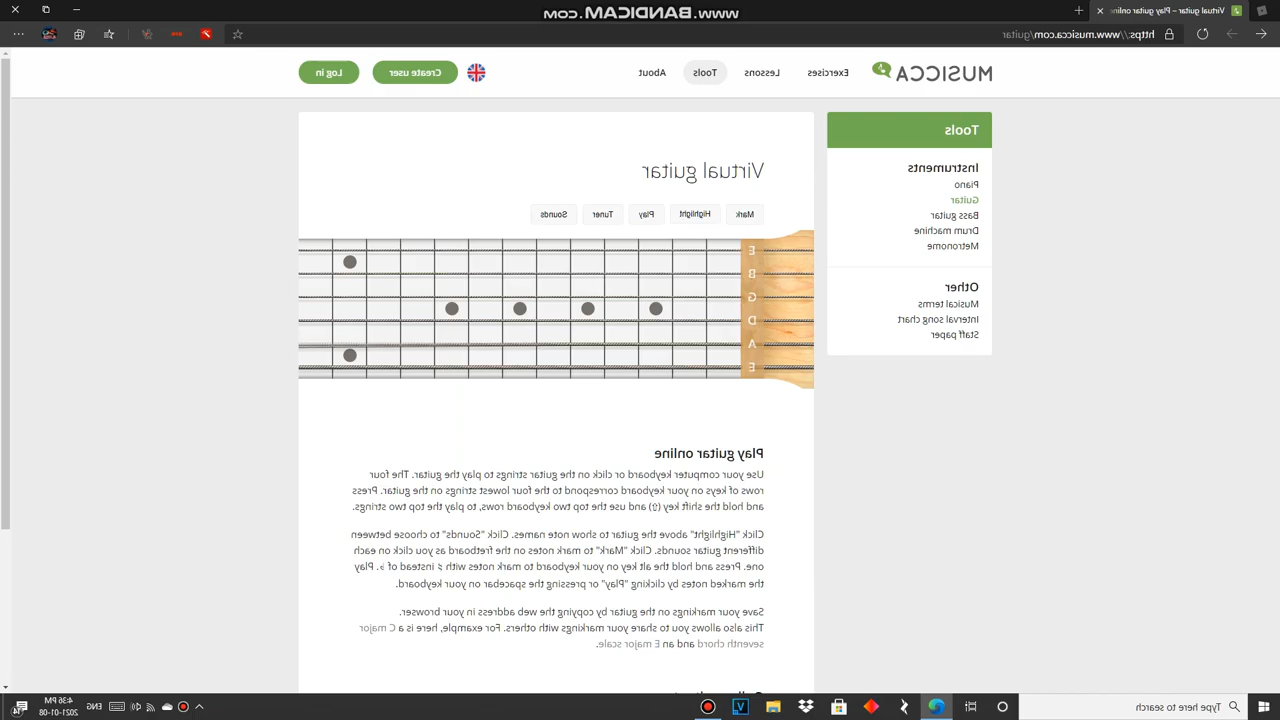 www.BANDICAM.com
Virtual guitar – Play guitar online
https://www.musicca.com/guitar
MUSICCA
Exercises
Lessons
Tools
About
Create user
Log in
Tools
Instruments
Piano
Guitar
Bass guitar
Drum machine
Metronome
Other
Musical terms
Interval song chart
Staff paper
Virtual guitar
Mark
Highlight
Play
Tuner
Sounds
E
B
G
D
A
E
Play guitar online
Use your computer keyboard or click on the guitar strings to play the guitar. The four
rows of keys on your keyboard correspond to the four lowest strings on the guitar. Press
and hold the shift key (⇧) and use the top two keyboard rows, to play the top two strings.
Click "Highlight" above the guitar to show note names. Click "Sounds" to choose between
different guitar sounds. Click "Mark" to mark notes on the fretboard as you click on each
one. Press and hold the alt key on your keyboard to mark notes with ♯ instead of ♭. Play
the marked notes by clicking "Play" or pressing the spacebar on your keyboard.
Save your markings on the guitar by copying the web address in your browser.
This also allows you to share your markings with others. For example, here is a C major
seventh chord and an E major scale.
Type here to search
ENG
4:36 PM
2021-01-08